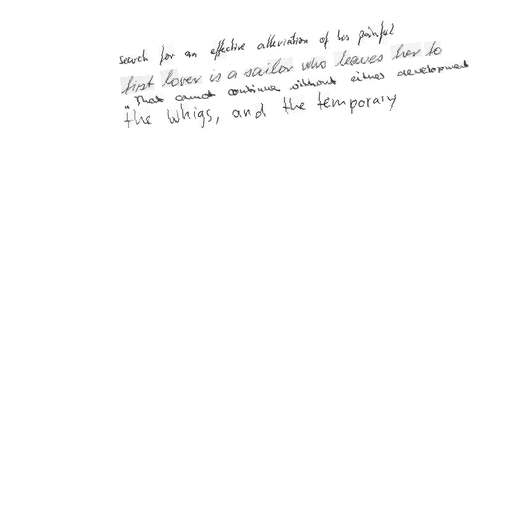 search for an effective alleviation of his painful
first lover is a sailor who leaves her to
"That cannot continue without either development
the Whigs, and the temporary